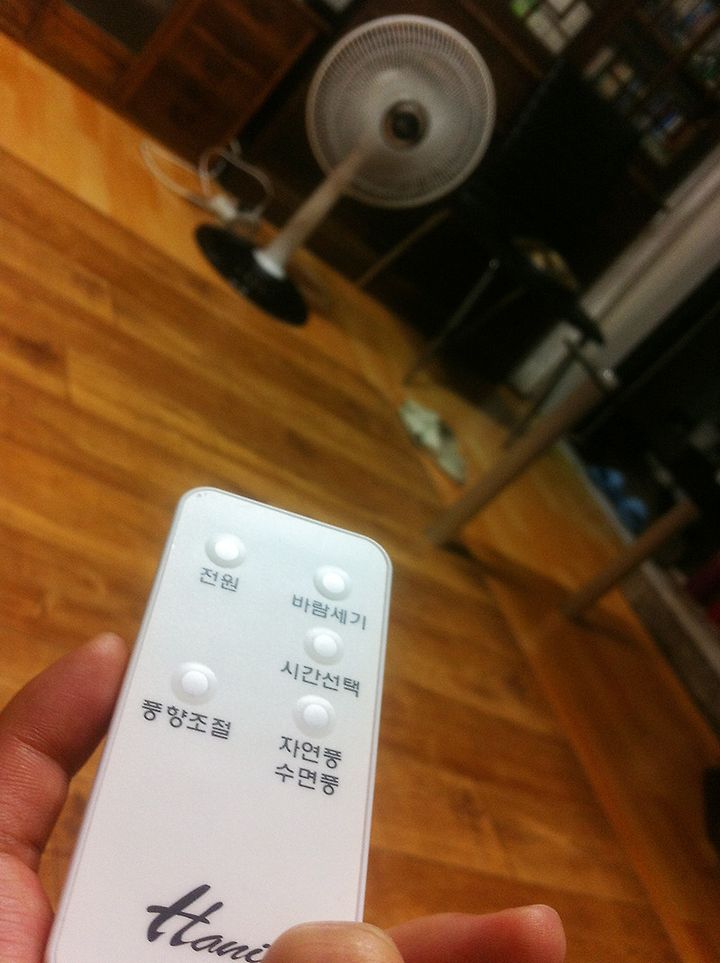 전원
바람세기
시간선택
풍향조절
자연풍
수면풍